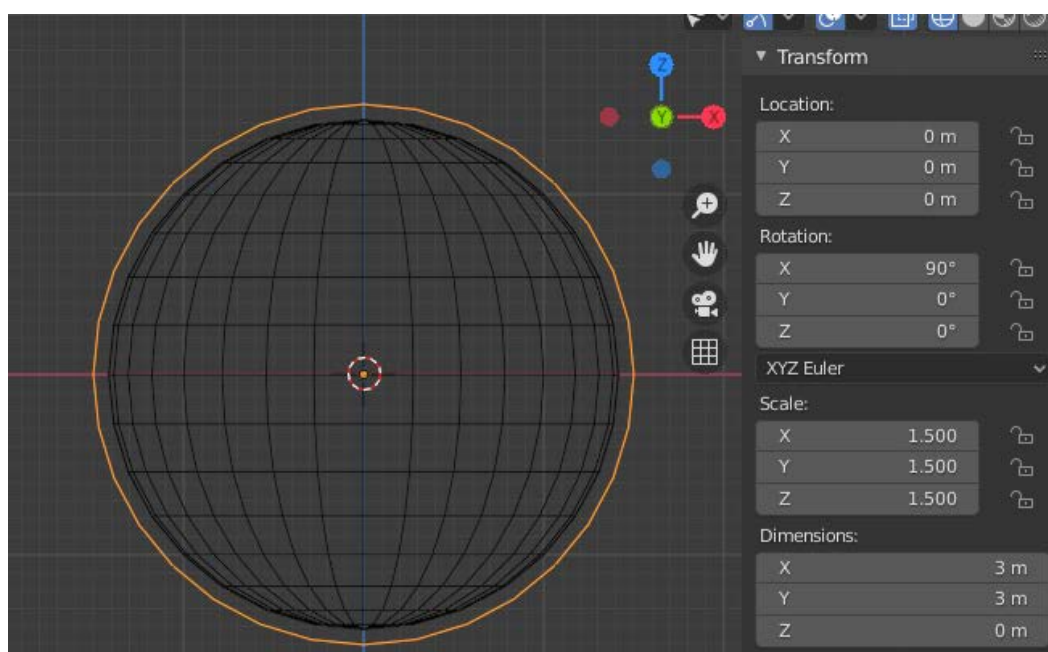 Z
Y
X
Transform
Location:
X 0 m
Y 0 m
Z 0 m
Rotation:
X 90°
Y 0°
Z 0°
XYZ Euler
Scale:
X 1.500
Y 1.500
Z 1.500
Dimensions:
X 3 m
Y 3 m
Z 0 m